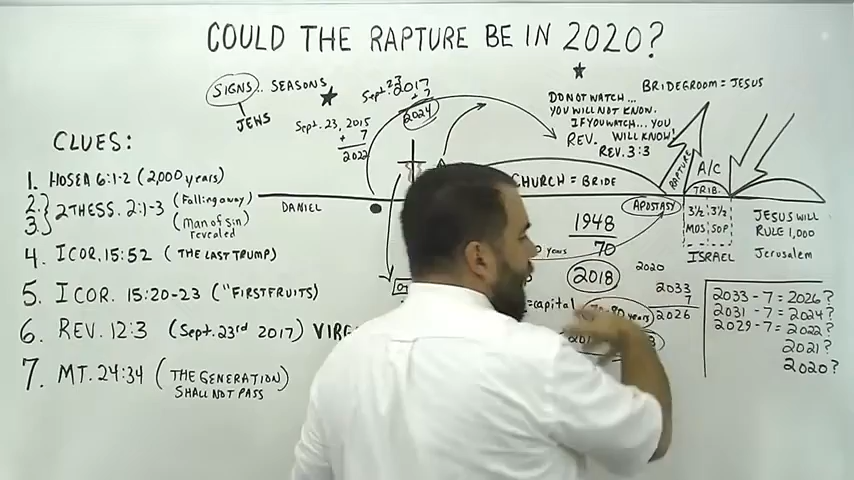 COULD THE RAPTURE BE IN 2020?
SIGNS.. SEASONS
JEWS
Sept. 23, 2015
+ 7
2022
Sept. 23
2017
+ 7
2024
DO NOT WATCH...
YOU WILL NOT KNOW.
IF YOU WATCH... YOU
REV. WILL KNOW!
REV. 3:3
BRIDEGROOM = JESUS
CLUES:
1. HOSEA 6:1-2 (2,000 years)
2.
3.
2 THESS. 2:1-3 (Falling away)
(Man of Sin revealed)
4. I COR. 15:52 (THE LAST TRUMP)
5. I COR. 15:20-23 ("FIRSTFRUITS)
6. REV. 12:3 (Sept. 23rd 2017)
7. MT. 24:34 (THE GENERATION
SHALL NOT PASS)
DANIEL
CHURCH = BRIDE
RAPTURE
A/C
TRIB.
3½ 3½
MOS
APOSTASY
ISRAEL
JESUS WILL
RULE 1,000
Jerusalem
1948
70
2018
years
=capital
years
2020
2033
7
2026
2033 - 7 = 2026?
2031 - 7 = 2024?
2029 - 7 = 2022?
2021?
2020?